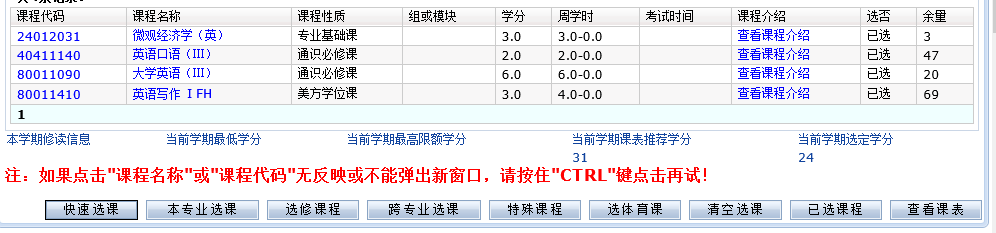 课程代码 课程名称 课程性质 组或模块 学分 周学时 考试时间 课程介绍 选否 余量
24012031 微观经济学（英） 专业基础课 3.0 3.0-0.0 查看课程介绍 已选 3
40411140 英语口语（III） 通识必修课 2.0 2.0-0.0 查看课程介绍 已选 47
80011090 大学英语（III） 通识必修课 6.0 6.0-0.0 查看课程介绍 已选 20
80011410 英语写作 I FH 美方学位课 3.0 4.0-0.0 查看课程介绍 已选 69
1
本学期修读信息 当前学期最低学分 当前学期最高限额学分 当前学期课表推荐学分 当前学期选定学分
31 24
注：如果点击"课程名称"或"课程代码"无反映或不能弹出新窗口，请按住"CTRL"键点击再试！
快速选课 本专业选课 选修课程 跨专业选课 特殊课程 选体育课 清空选课 已选课程 查看课表